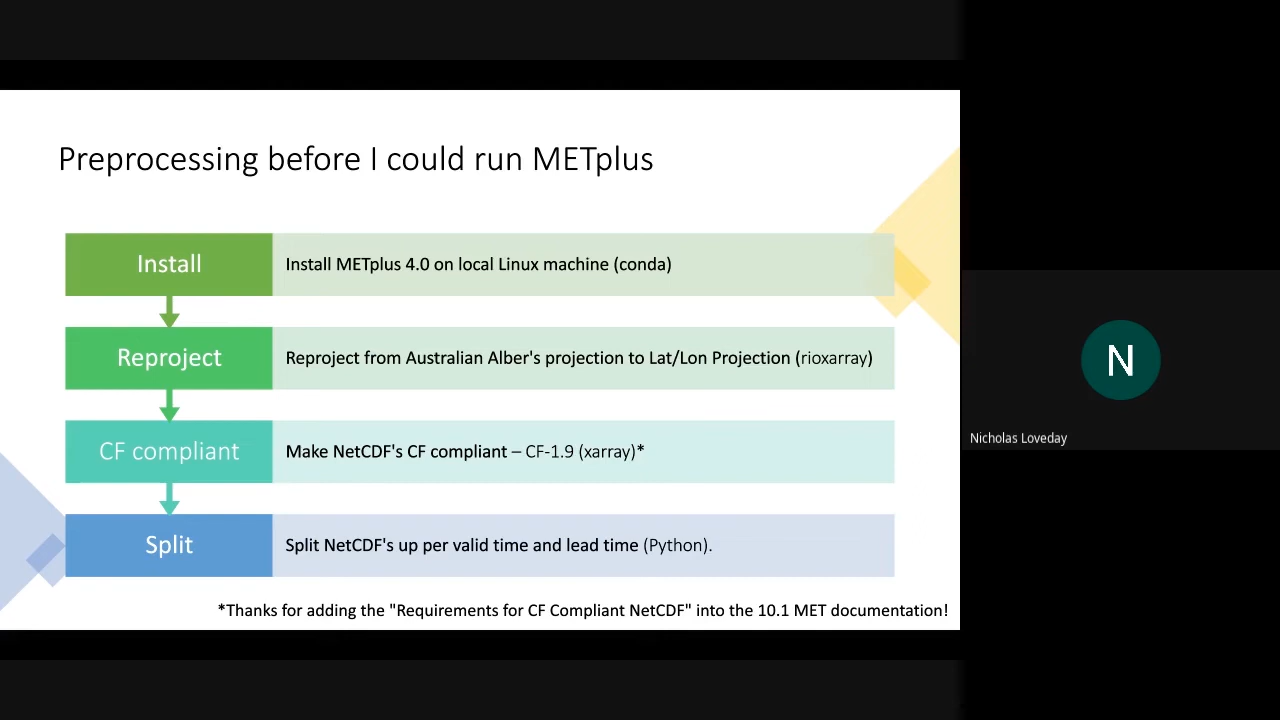 Preprocessing before I could run METplus
Install
Install METplus 4.0 on local Linux machine (conda)
Reproject
Reproject from Australian Alber's projection to Lat/Lon Projection (rioxarray)
CF compliant
Make NetCDF's CF compliant – CF-1.9 (xarray)*
Split
Split NetCDF's up per valid time and lead time (Python).
*Thanks for adding the "Requirements for CF Compliant NetCDF" into the 10.1 MET documentation!
N
Nicholas Loveday